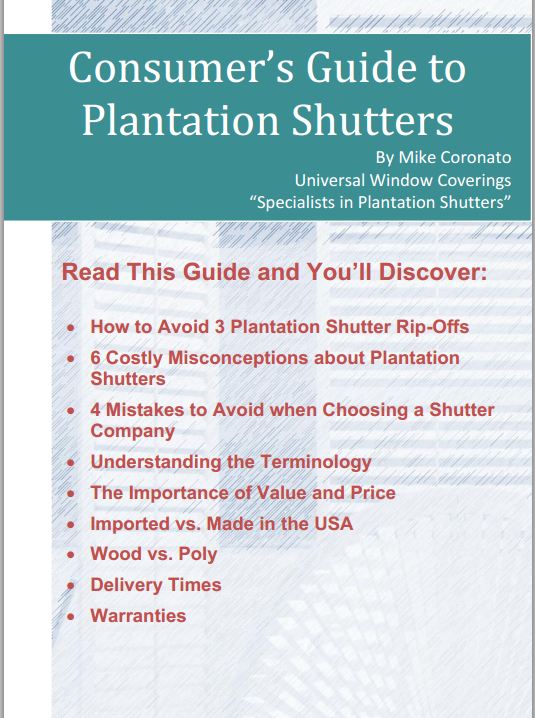 Consumer’s Guide to
Plantation Shutters
By Mike Coronato
Universal Window Coverings
“Specialists in Plantation Shutters”
Read This Guide and You’ll Discover:
• How to Avoid 3 Plantation Shutter Rip-Offs
• 6 Costly Misconceptions about Plantation
Shutters
• 4 Mistakes to Avoid when Choosing a Shutter
Company
• Understanding the Terminology
• The Importance of Value and Price
• Imported vs. Made in the USA
• Wood vs. Poly
• Delivery Times
• Warranties